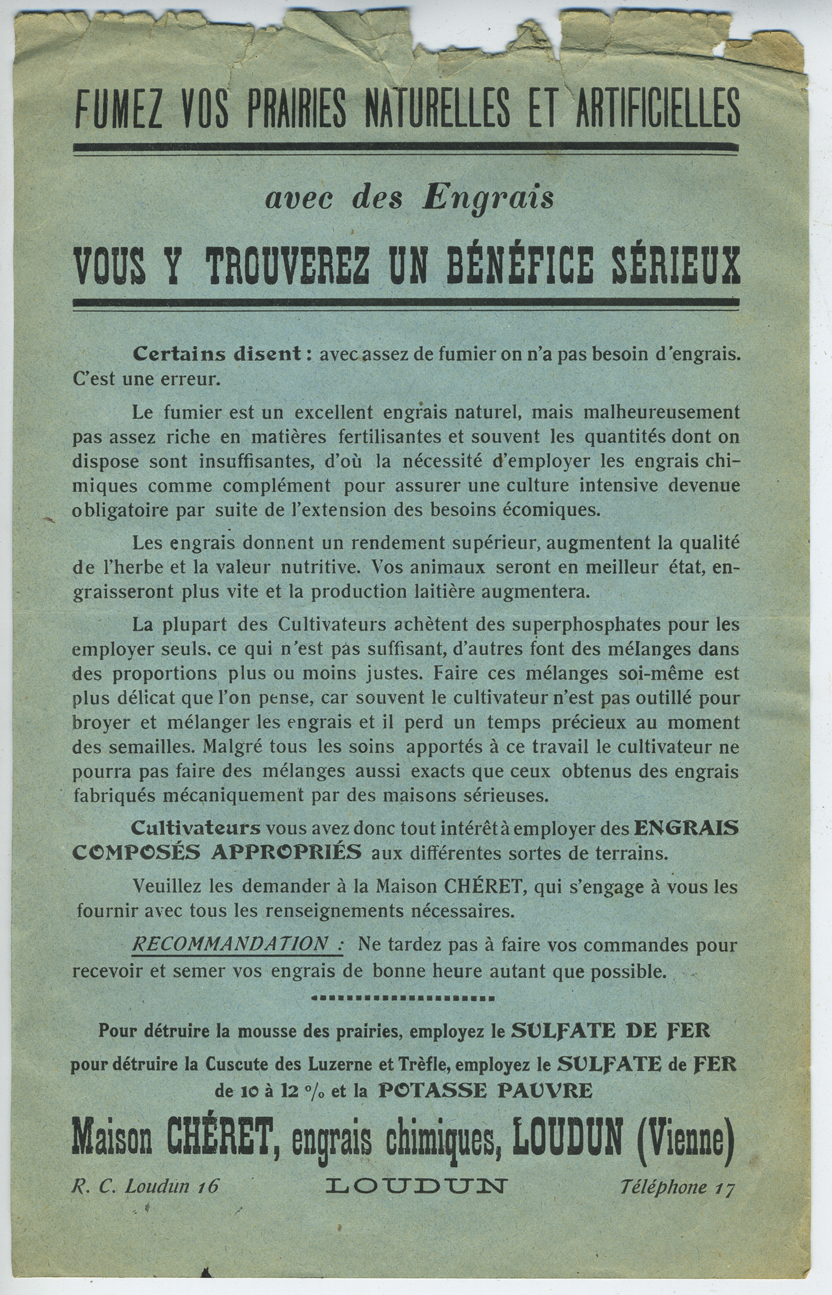 FUMEZ VOS PRAIRIES NATURELLES ET ARTIFICIELLES
avec des Engrais
VOUS Y TROUVEREZ UN BÉNÉFICE SÉRIEUX
Certains disent : avec assez de fumier on n'a pas besoin d'engrais.
C'est une erreur.
Le fumier est un excellent engrais naturel, mais malheureusement
pas assez riche en matières fertilisantes et souvent les quantités dont on
dispose sont insuffisantes, d'où la nécessité d'employer les engrais chi-
miques comme complément pour assurer une culture intensive devenue
obligatoire par suite de l'extension des besoins écomiques.
Les engrais donnent un rendement supérieur, augmentent la qualité
de l'herbe et la valeur nutritive. Vos animaux seront en meilleur état, en-
graisseront plus vite et la production laitière augmentera.
La plupart des Cultivateurs achètent des superphosphates pour les
employer seuls, ce qui n'est pas suffisant, d'autres font des mélanges dans
des proportions plus ou moins justes. Faire ces mélanges soi-même est
plus délicat que l'on pense, car souvent le cultivateur n'est pas outillé pour
broyer et mélanger les engrais et il perd un temps précieux au moment
des semailles. Malgré tous les soins apportés à ce travail le cultivateur ne
pourra pas faire des mélanges aussi exacts que ceux obtenus des engrais
fabriqués mécaniquement par des maisons sérieuses.
Cultivateurs vous avez donc tout intérêt à employer des ENGRAIS
COMPOSÉS APPROPRIÉS aux différentes sortes de terrains.
Veuillez les demander à la Maison CHÉRET, qui s'engage à vous les
fournir avec tous les renseignements nécessaires.
RECOMMANDATION : Ne tardez pas à faire vos commandes pour
recevoir et semer vos engrais de bonne heure autant que possible.
Pour détruire la mousse des prairies, employez le SULFATE DE FER
pour détruire la Cuscute des Luzerne et Trèfle, employez le SULFATE de FER
de 10 à 12 % et la POTASSE PAUVRE
Maison CHÉRET, engrais chimiques, LOUDUN (Vienne)
R. C. Loudun 16 LOUDUN Téléphone 17